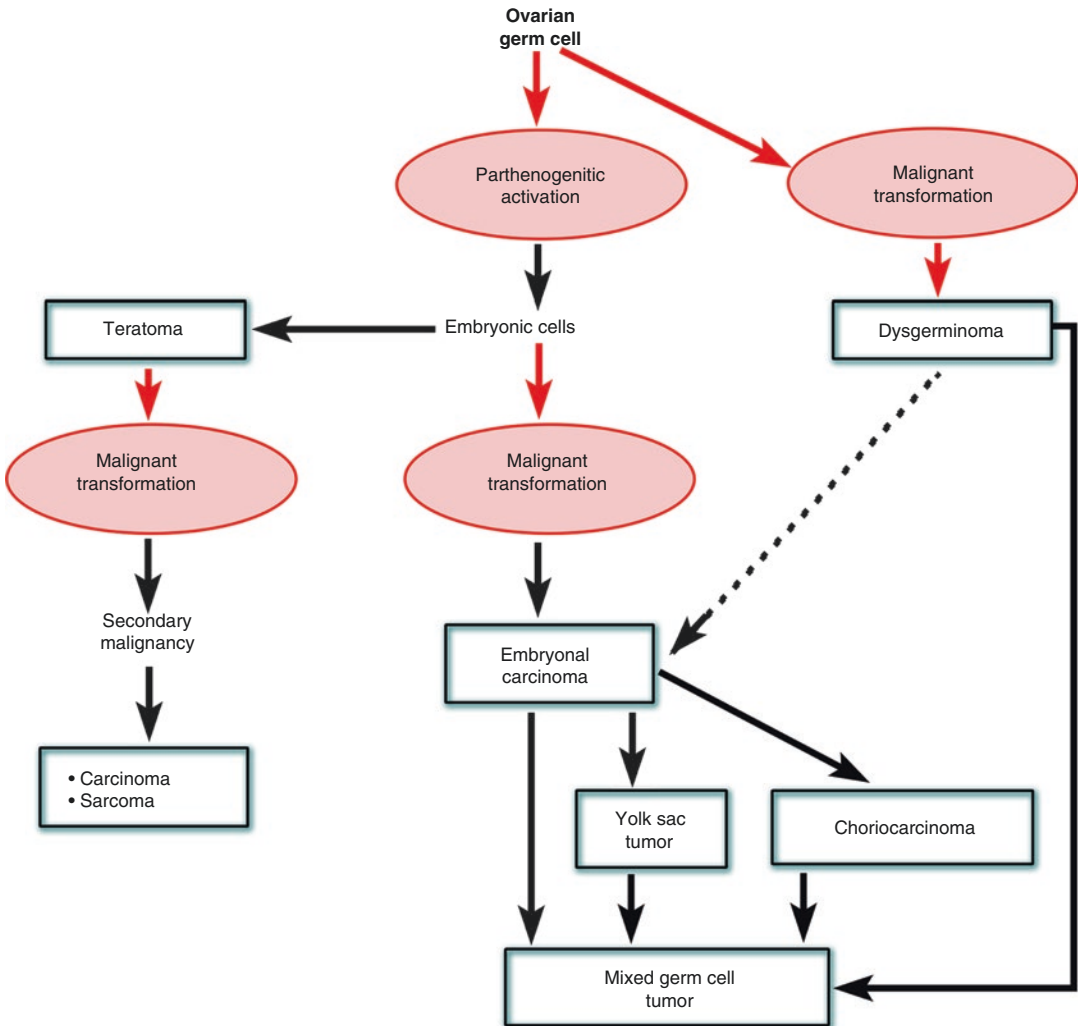 Ovarian
germ cell
Parthenogenitic
activation
Malignant
transformation
Teratoma
Embryonic cells
Dysgerminoma
Malignant
transformation
Malignant
transformation
Secondary
malignancy
Embryonal
carcinoma
• Carcinoma
• Sarcoma
Yolk sac
tumor
Choriocarcinoma
Mixed germ cell
tumor